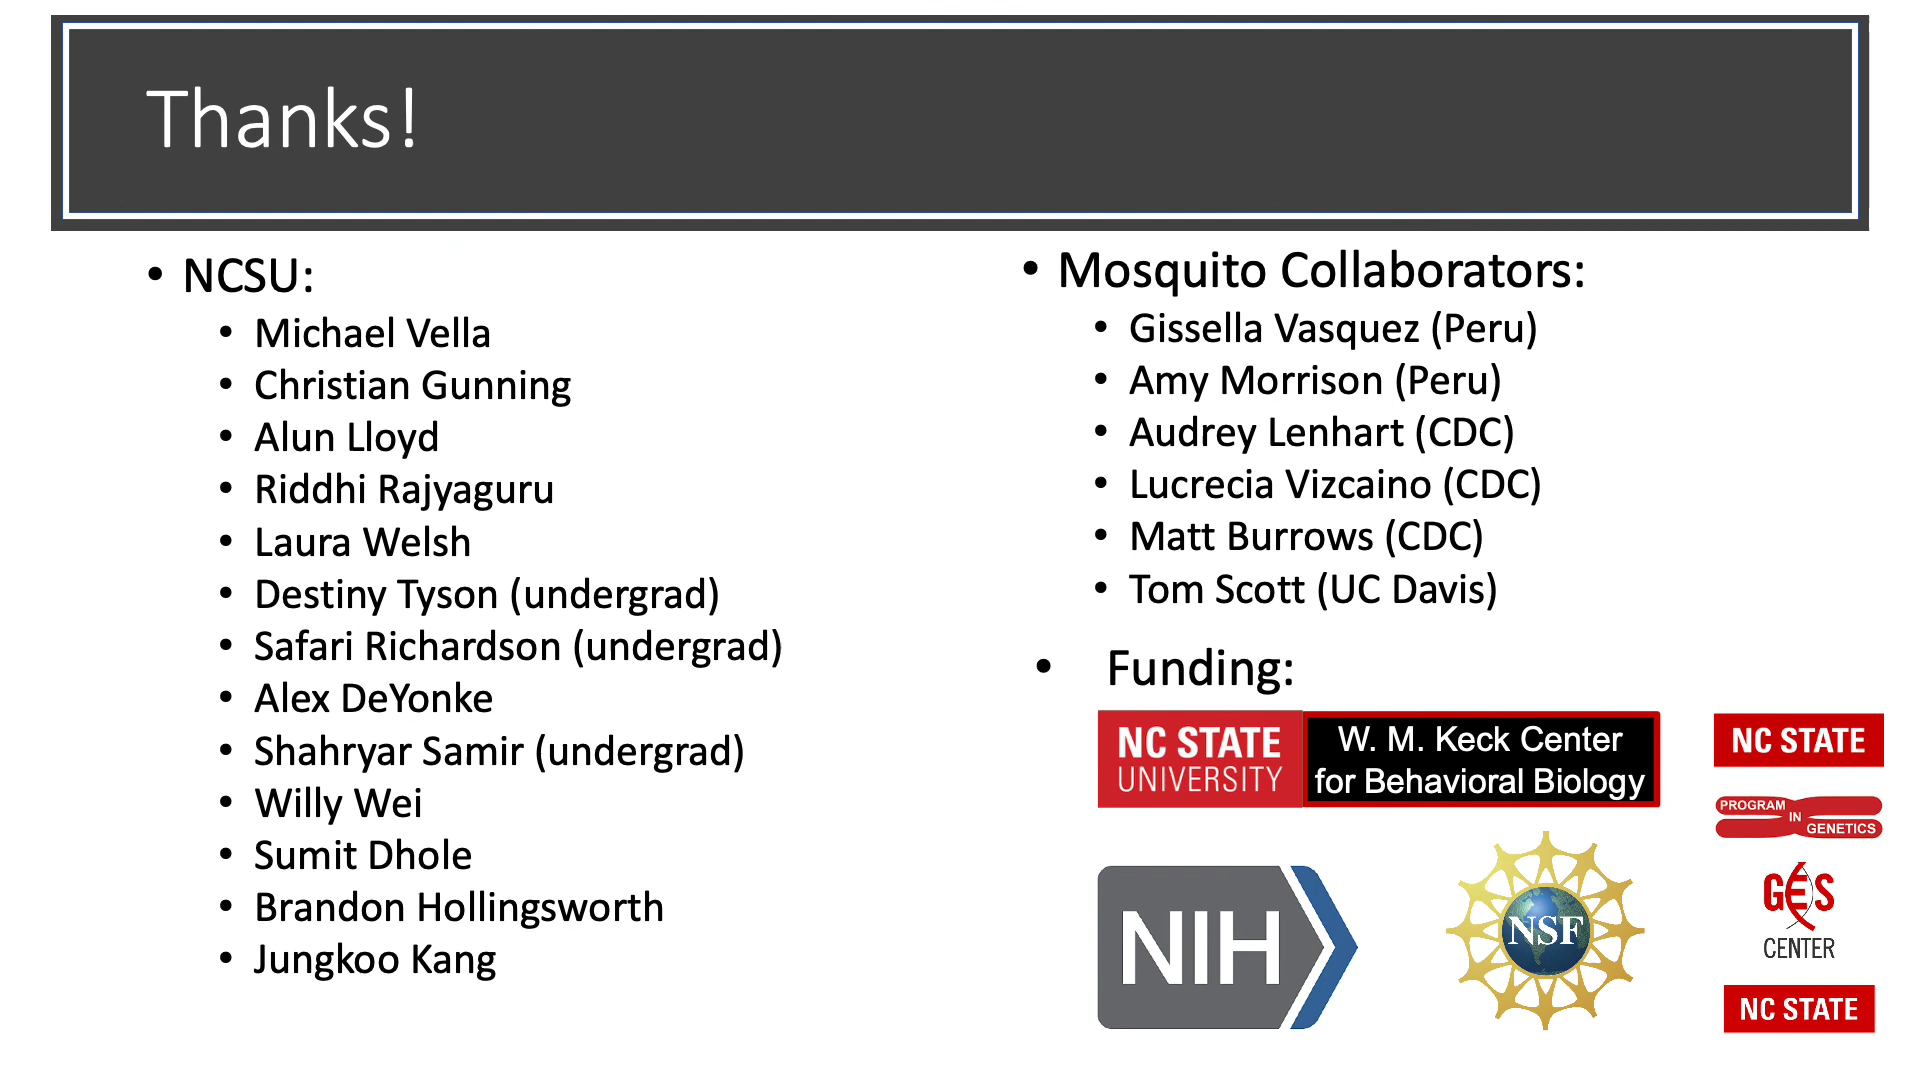 Thanks!
• NCSU:
• Michael Vella
• Christian Gunning
• Alun Lloyd
• Riddhi Rajyaguru
• Laura Welsh
• Destiny Tyson (undergrad)
• Safari Richardson (undergrad)
• Alex DeYonke
• Shahryar Samir (undergrad)
• Willy Wei
• Sumit Dhole
• Brandon Hollingsworth
• Jungkoo Kang
• Mosquito Collaborators:
• Gissella Vasquez (Peru)
• Amy Morrison (Peru)
• Audrey Lenhart (CDC)
• Lucrecia Vizcaino (CDC)
• Matt Burrows (CDC)
• Tom Scott (UC Davis)
• Funding:
NC STATE
UNIVERSITY
W. M. Keck Center
for Behavioral Biology
NIH
NSF
NC STATE
PROGRAM
IN
GENETICS
GES
CENTER
NC STATE